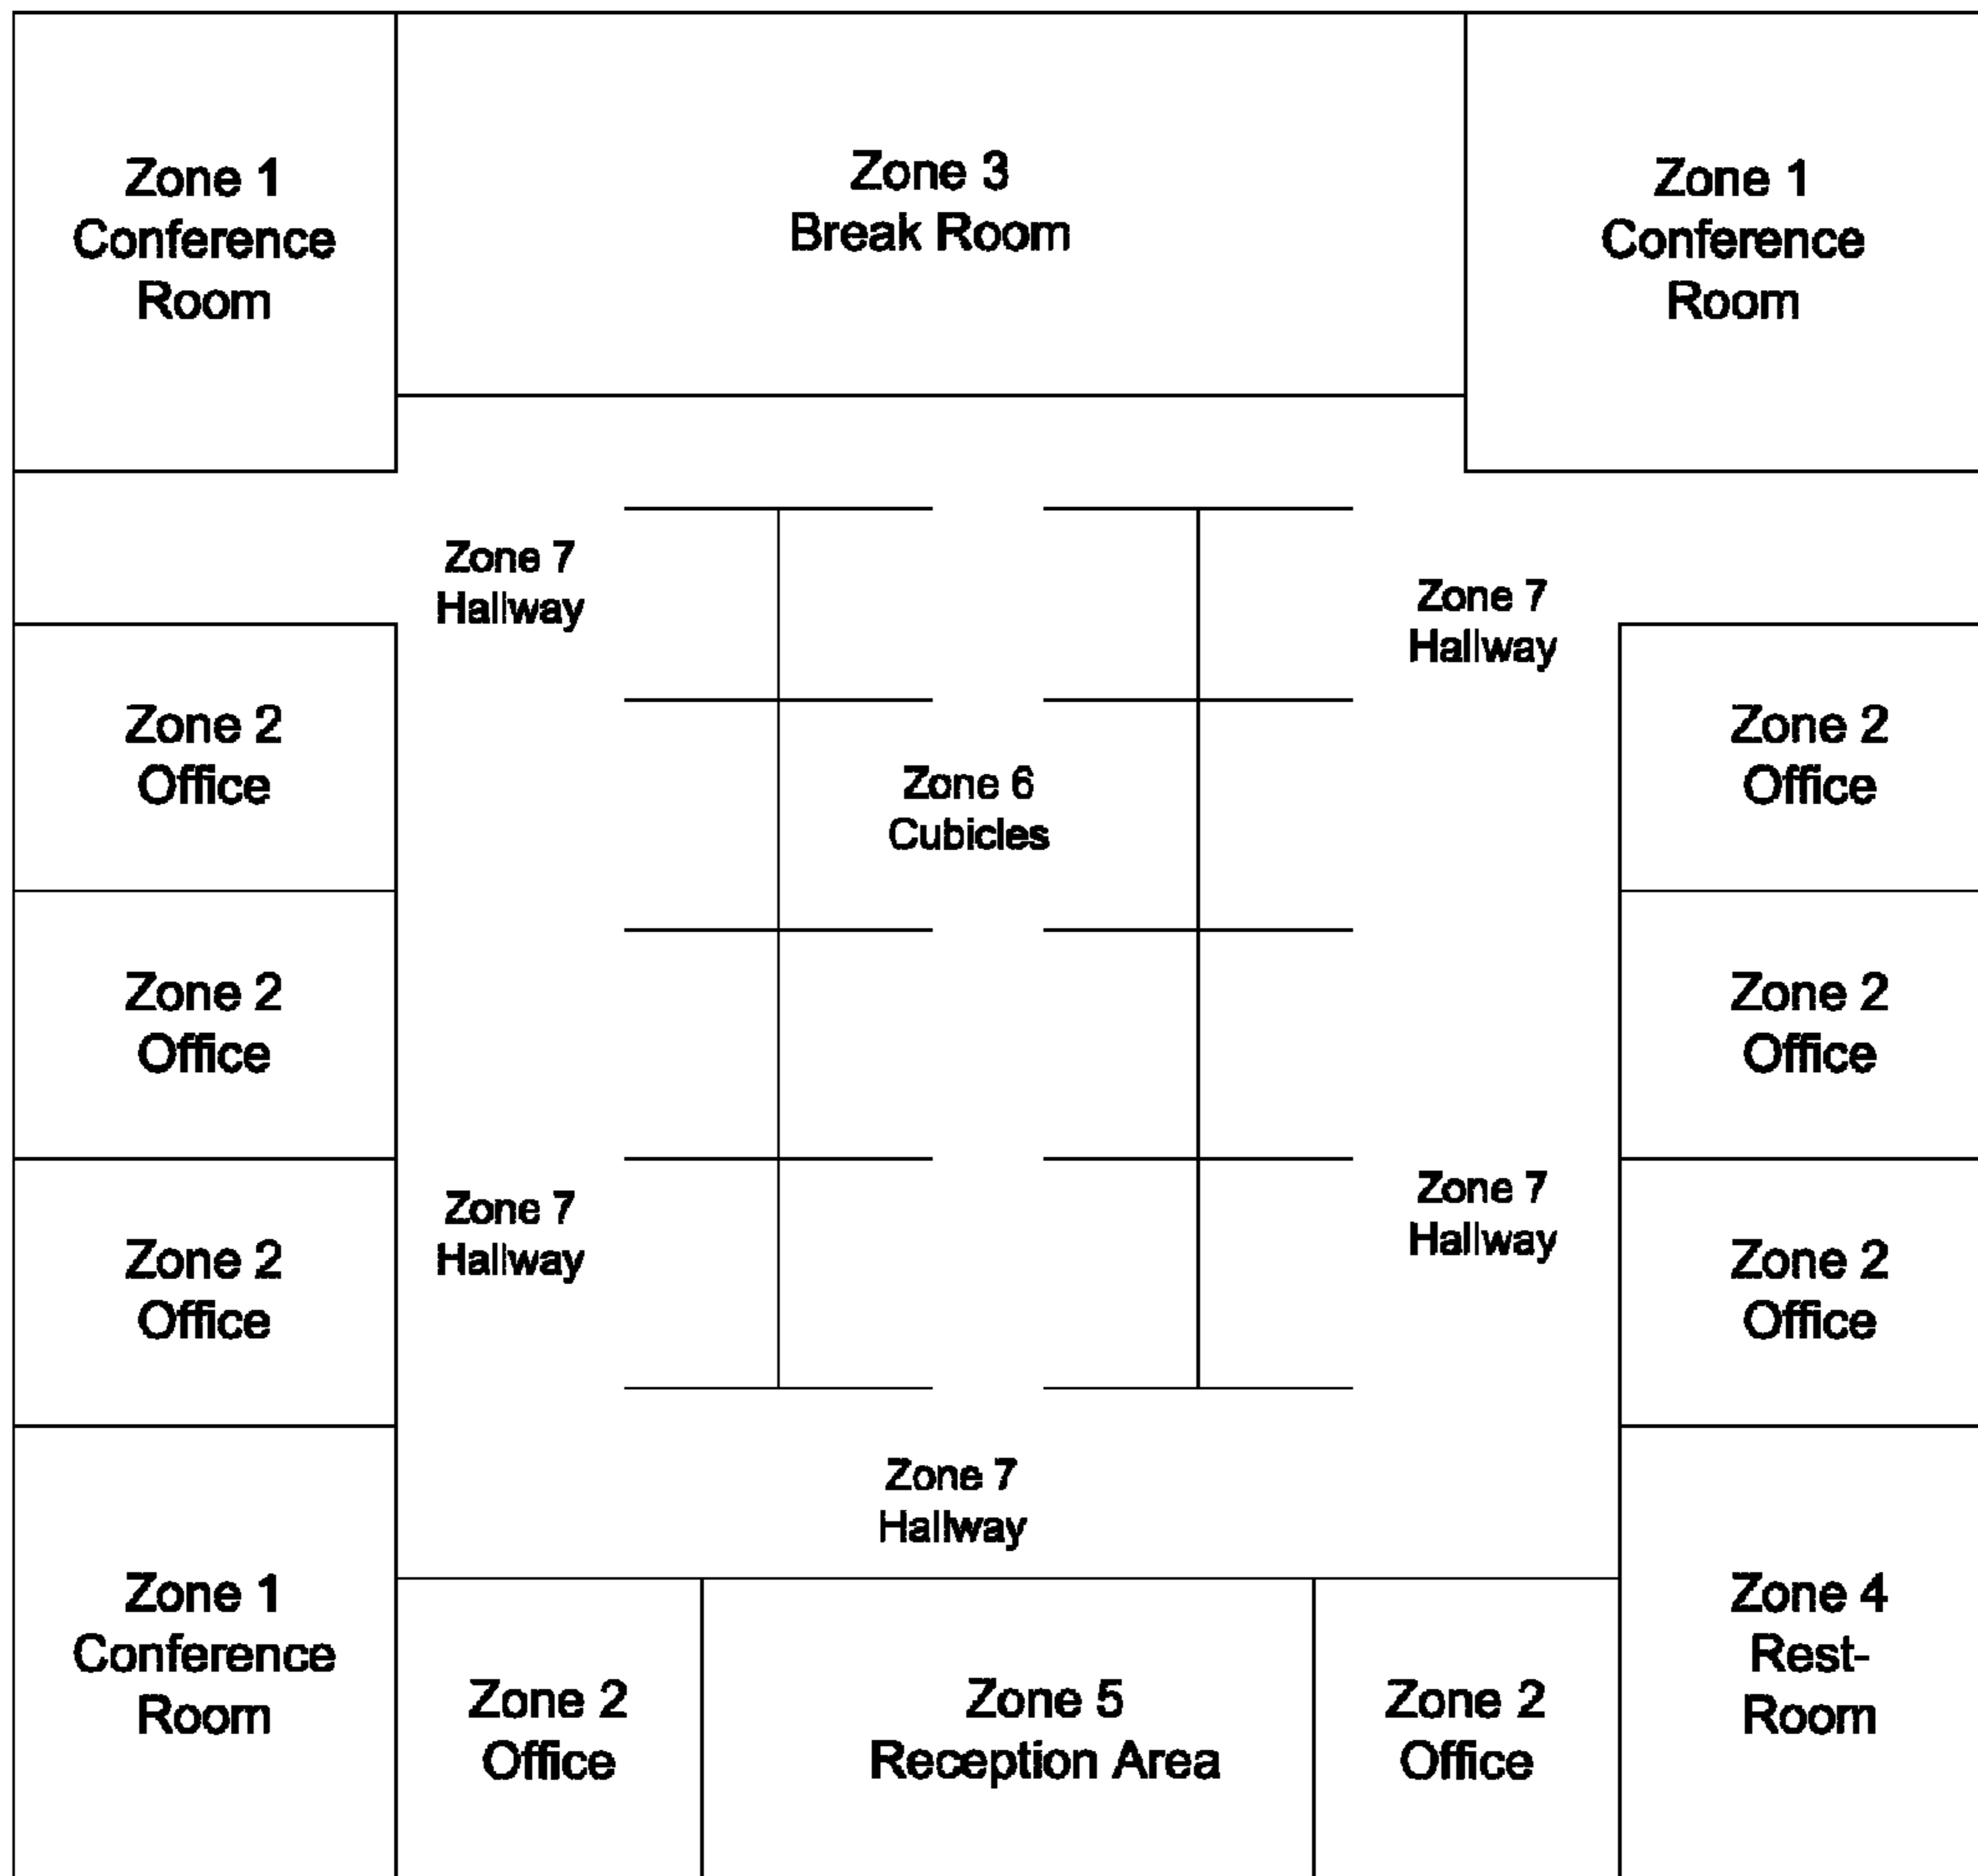 Zone 1
Conference
Room
Zone 3
Break Room
Zone 1
Conference
Room
Zone 7
Hallway
Zone 7
Hallway
Zone 2
Office
Zone 6
Cubicles
Zone 2
Office
Zone 2
Office
Zone 2
Office
Zone 2
Office
Zone 7
Hallway
Zone 7
Hallway
Zone 2
Office
Zone 7
Hallway
Zone 1
Conference
Room
Zone 2
Office
Zone 5
Reception Area
Zone 2
Office
Zone 4
Rest-
Room